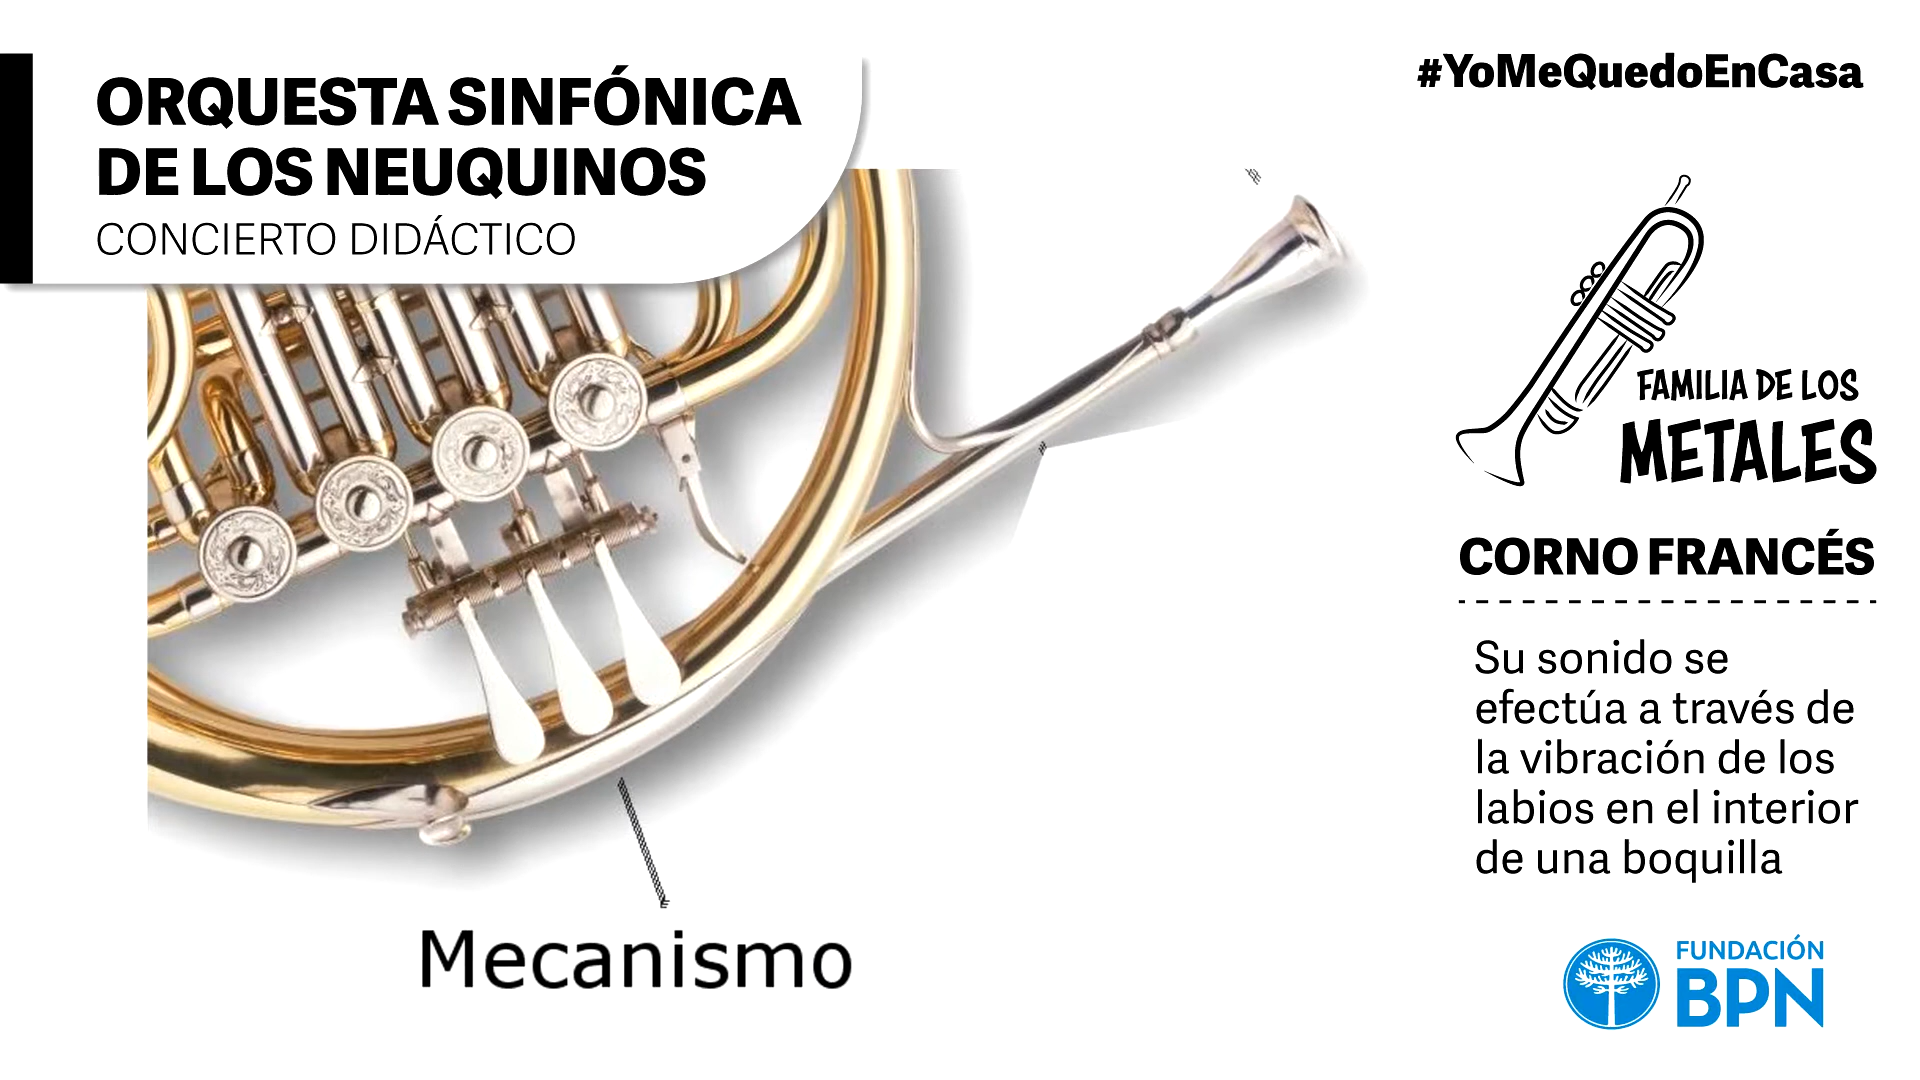 ORQUESTA SINFÓNICA
DE LOS NEUQUINOS
CONCIERTO DIDÁCTICO
#YoMeQuedoEnCasa
FAMILIA DE LOS
METALES
CORNO FRANCÉS
Su sonido se
efectúa a través de
la vibración de los
labios en el interior
de una boquilla
Mecanismo
FUNDACIÓN
BPN